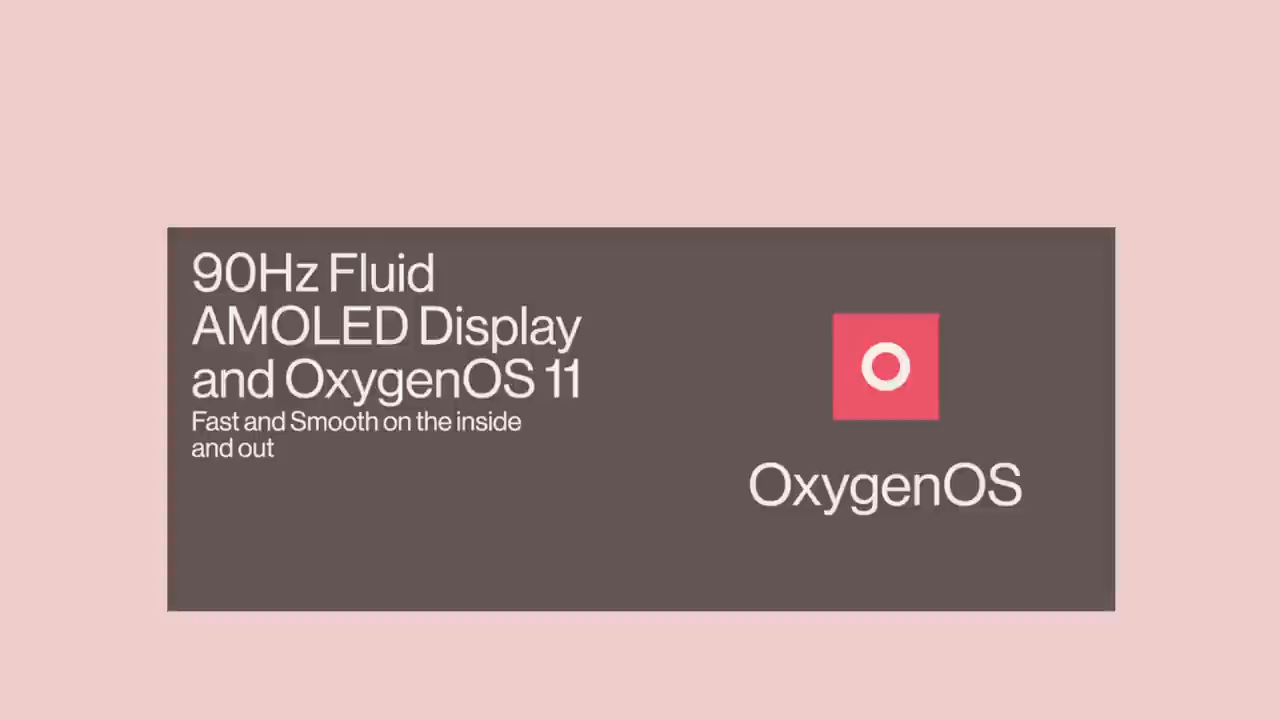 90Hz Fluid
AMOLED Display
and OxygenOS 11
Fast and Smooth on the inside
and out
OxygenOS